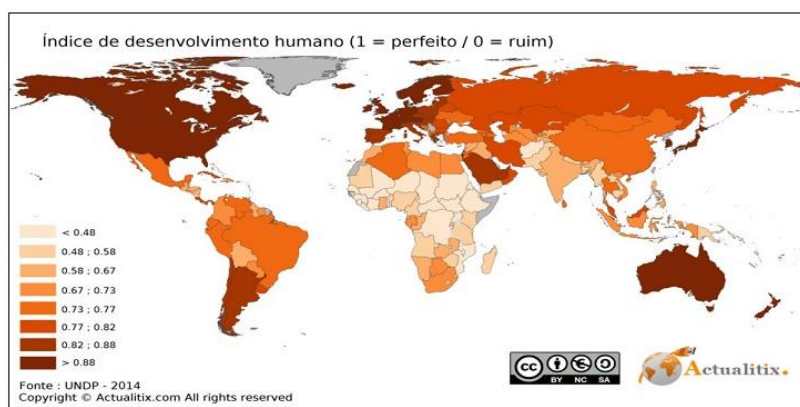 Índice de desenvolvimento humano (1 = perfeito / 0 = ruim)
< 0.48
0.48 ; 0.58
0.58 ; 0.67
0.67 ; 0.73
0.73 ; 0.77
0.77 ; 0.82
0.82 ; 0.88
> 0.88
Fonte : UNDP - 2014
Copyright © Actualitix.com All rights reserved
cc
BY NC SA
Actualitix.